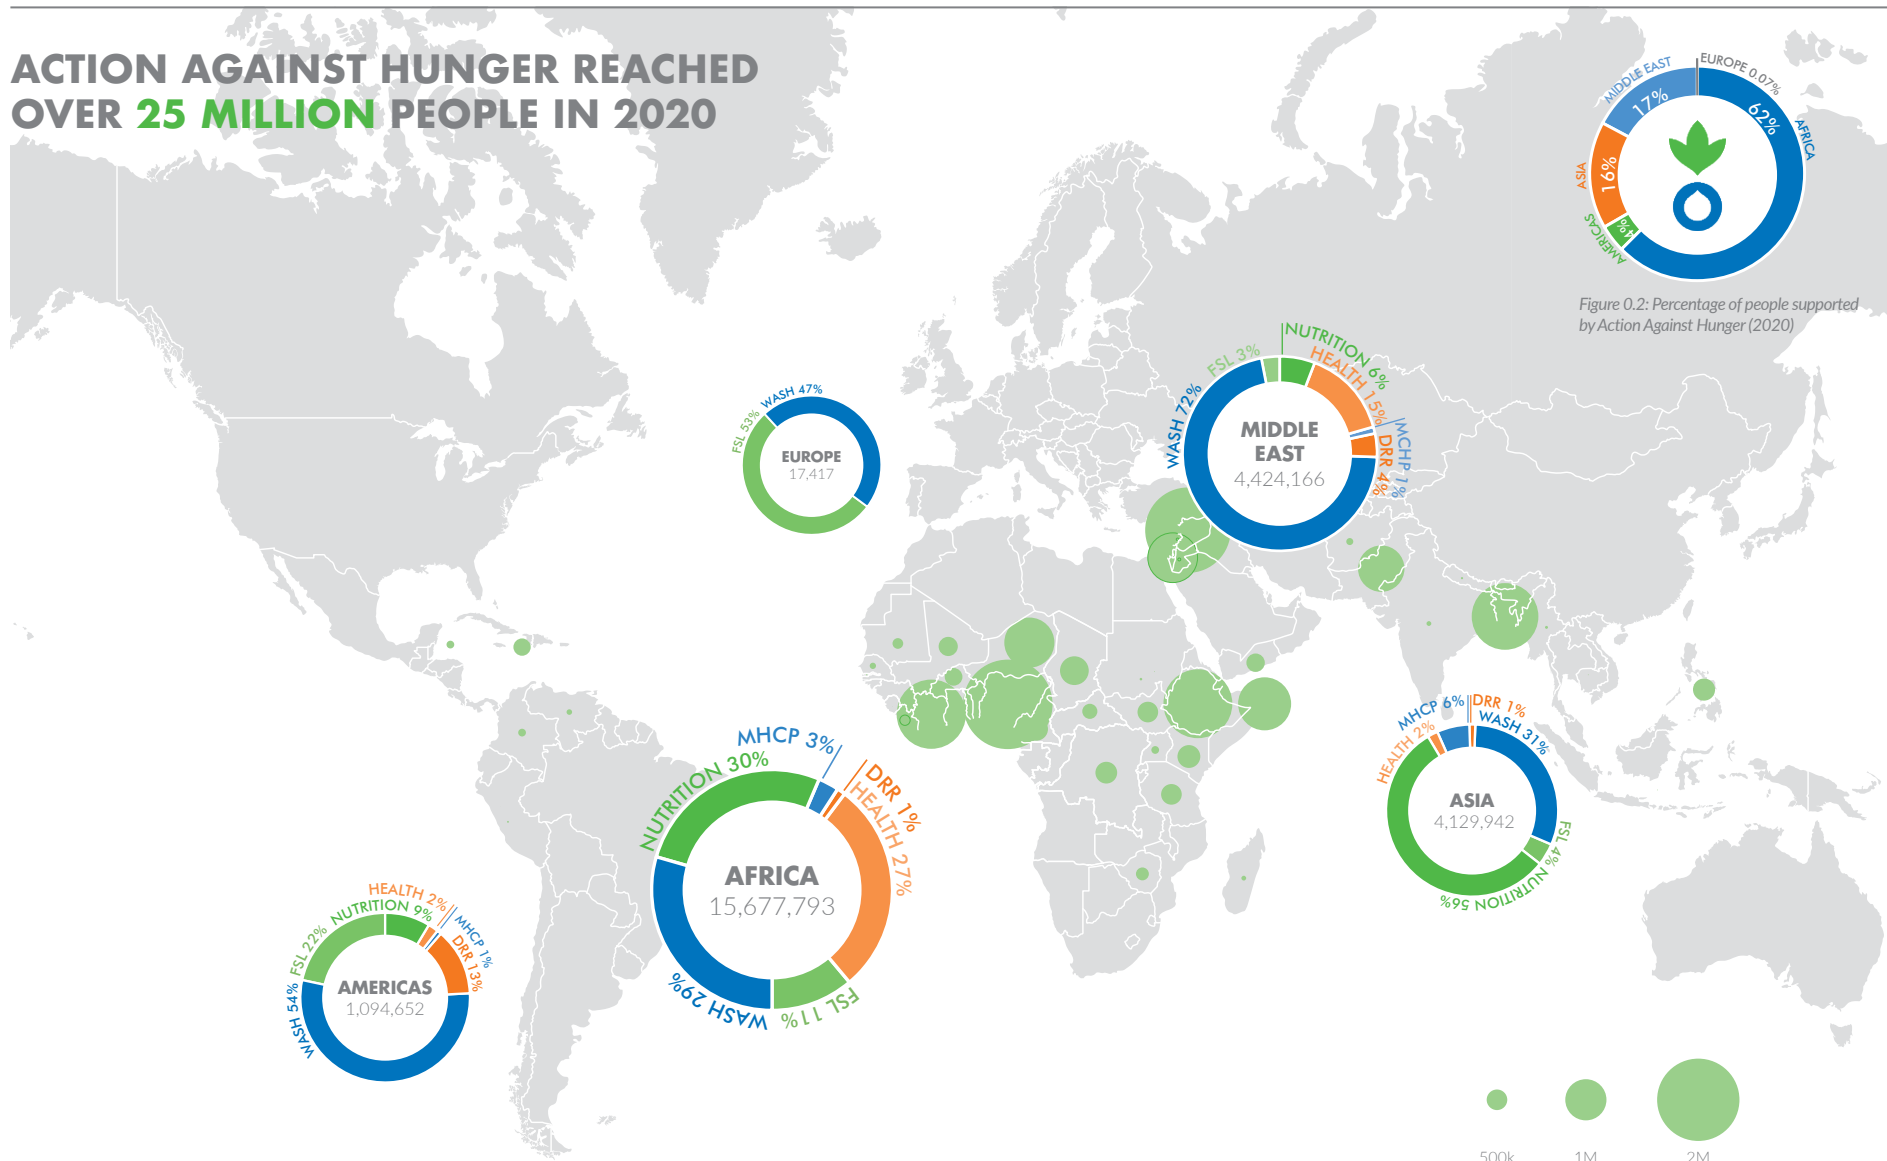 ACTION AGAINST HUNGER REACHED
OVER 25 MILLION PEOPLE IN 2020
EUROPE 0.07%
MIDDLE EAST
17%
62%
AFRICA
ASIA
16%
4%
AMERICAS
Figure 0.2: Percentage of people supported
by Action Against Hunger (2020)
NUTRITION 6%
FSL 3%
HEALTH 15%
WASH 72%
MCHP 1%
DRR 4%
MIDDLE
EAST
4,424,166
WASH 47%
FSL 53%
EUROPE
17,417
MHCP 6%
DRR 1%
WASH 31%
HEALTH 2%
ASIA
4,129,942
FSL 4%
NUTRITION 56%
MHCP 3%
NUTRITION 30%
DRR 1%
HEALTH 27%
AFRICA
15,677,793
WASH 29%
FSL 11%
HEALTH 2%
NUTRITION 9%
MHCP 1%
FSL 22%
DRR 13%
AMERICAS
1,094,652
WASH 54%
500k
1M
2M